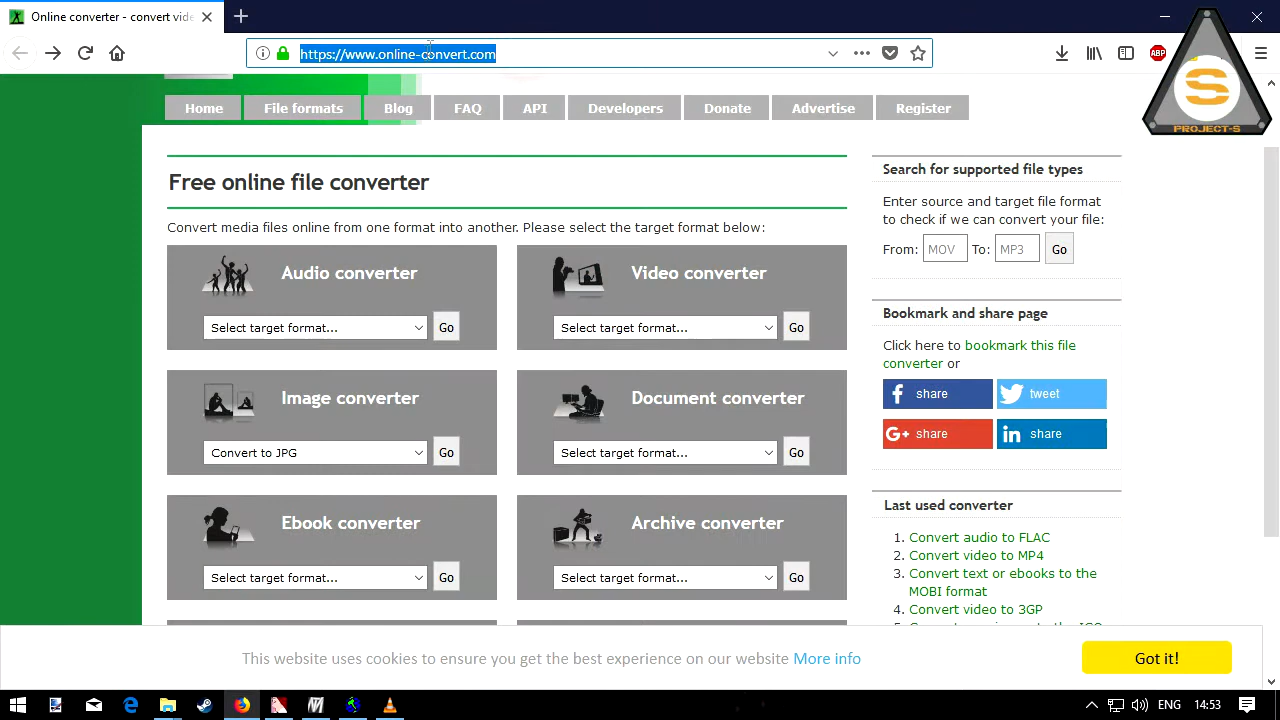 Online converter - convert vide
https://www.online-convert.com
ABP
S
PROJECT-S
Home File formats Blog FAQ API Developers Donate Advertise Register
Free online file converter
Convert media files online from one format into another. Please select the target format below:
Audio converter
Select target format... Go
Video converter
Select target format... Go
Image converter
Convert to JPG Go
Document converter
Select target format... Go
Ebook converter
Select target format... Go
Archive converter
Select target format... Go
Search for supported file types
Enter source and target file format
to check if we can convert your file:
From: MOV To: MP3 Go
Bookmark and share page
Click here to bookmark this file
converter or
f share
tweet
G+ share
in share
Last used converter
1. Convert audio to FLAC
2. Convert video to MP4
3. Convert text or ebooks to the
MOBI format
4. Convert video to 3GP
This website uses cookies to ensure you get the best experience on our website More info
Got it!
ENG 14:53